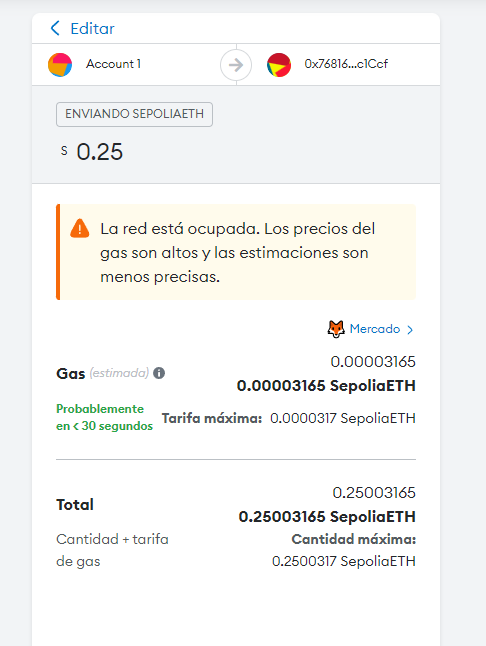 Editar
Account 1
0x76816...c1Ccf
ENVIANDO SEPOLIAETH
S 0.25
La red está ocupada. Los precios del
gas son altos y las estimaciones son
menos precisas.
Mercado
0.00003165
Gas (estimada)
0.00003165 SepoliaETH
Probablemente
en < 30 segundos
Tarifa máxima: 0.0000317 SepoliaETH
0.25003165
Total
0.25003165 SepoliaETH
Cantidad + tarifa
de gas
Cantidad máxima:
0.2500317 SepoliaETH